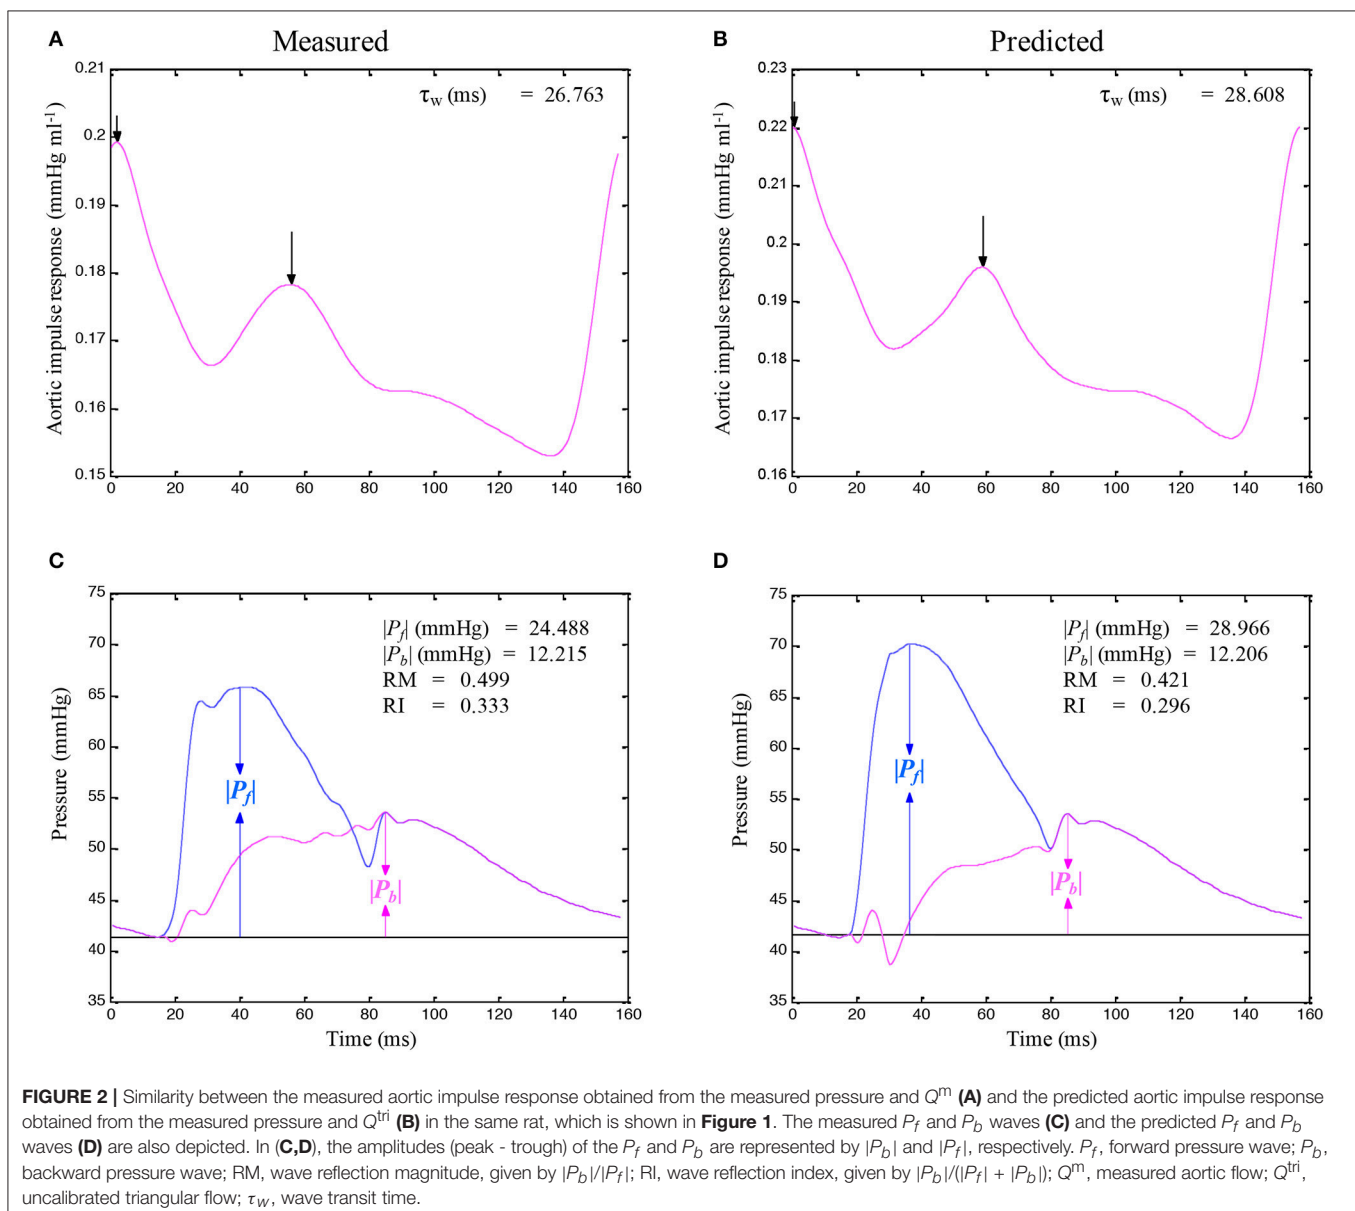 A
Measured
0.21
0.2
0.19
0.18
0.17
0.16
0.15
Aortic impulse response (mmHg ml-1)
τw (ms) = 26.763
0 20 40 60 80 100 120 140 160
B
Predicted
0.23
0.22
0.21
0.2
0.19
0.18
0.17
0.16
Aortic impulse response (mmHg ml-1)
τw (ms) = 28.608
0 20 40 60 80 100 120 140 160
C
75
70
65
60
55
50
45
40
35
Pressure (mmHg)
|Pf| (mmHg) = 24.488
|Pb| (mmHg) = 12.215
RM = 0.499
RI = 0.333
|Pf|
|Pb|
0 20 40 60 80 100 120 140 160
Time (ms)
D
75
70
65
60
55
50
45
40
35
Pressure (mmHg)
|Pf| (mmHg) = 28.966
|Pb| (mmHg) = 12.206
RM = 0.421
RI = 0.296
|Pf|
|Pb|
0 20 40 60 80 100 120 140 160
Time (ms)
FIGURE 2 | Similarity between the measured aortic impulse response obtained from the measured pressure and Qm (A) and the predicted aortic impulse response
obtained from the measured pressure and Qtri (B) in the same rat, which is shown in Figure 1. The measured Pf and Pb waves (C) and the predicted Pf and Pb
waves (D) are also depicted. In (C,D), the amplitudes (peak - trough) of the Pf and Pb are represented by |Pb| and |Pf|, respectively. Pf, forward pressure wave; Pb,
backward pressure wave; RM, wave reflection magnitude, given by |Pb|/|Pf|; RI, wave reflection index, given by |Pb|/(|Pf| + |Pb|); Qm, measured aortic flow; Qtri,
uncalibrated triangular flow; τw, wave transit time.